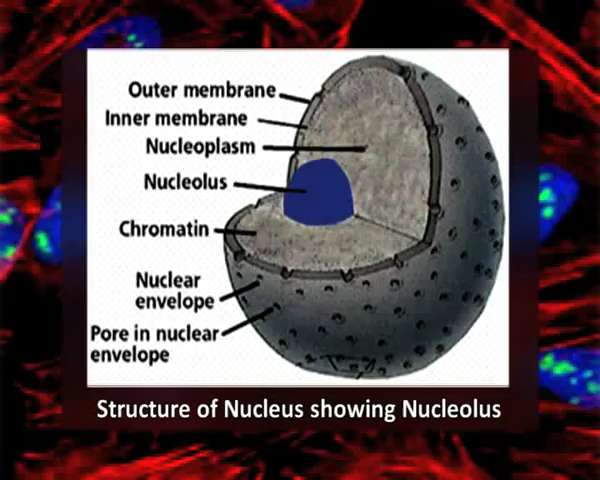 Outer membrane
Inner membrane
Nucleoplasm
Nucleolus
Chromatin
Nuclear
envelope
Pore in nuclear
envelope
Structure of Nucleus showing Nucleolus